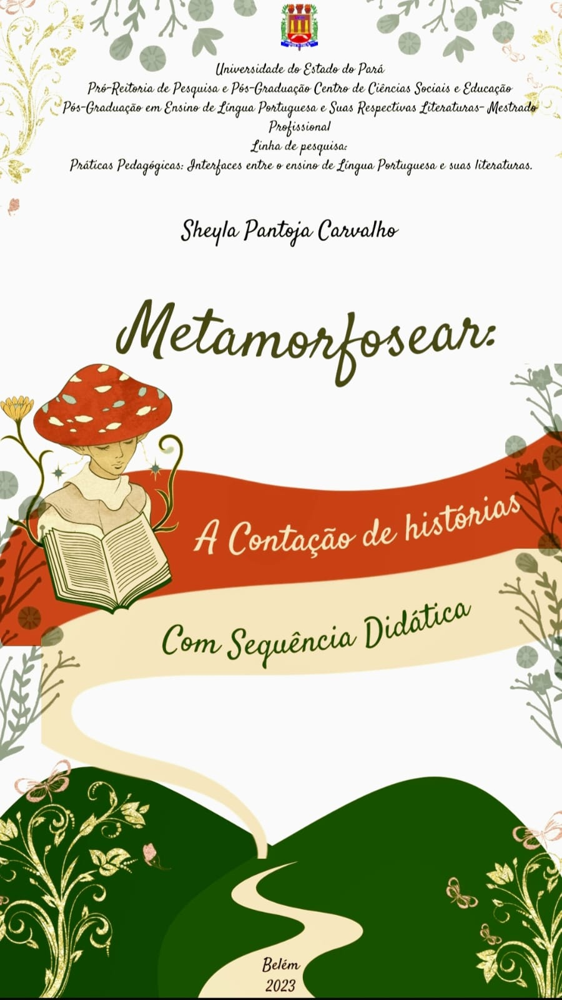 Universidade do Estado do Pará
Pró-Reitoria de Pesquisa e Pós-Graduação Centro de Ciências Sociais e Educação
Pós-Graduação em Ensino de Língua Portuguesa e Suas Respectivas Literaturas- Mestrado
Profissional
Linha de pesquisa:
Práticas Pedagógicas: Interfaces entre o ensino de Língua Portuguesa e suas literaturas.
Sheyla Pantoja Carvalho
Metamorfosear:
A Contação de histórias
Com Sequência Didática
Belém
2023